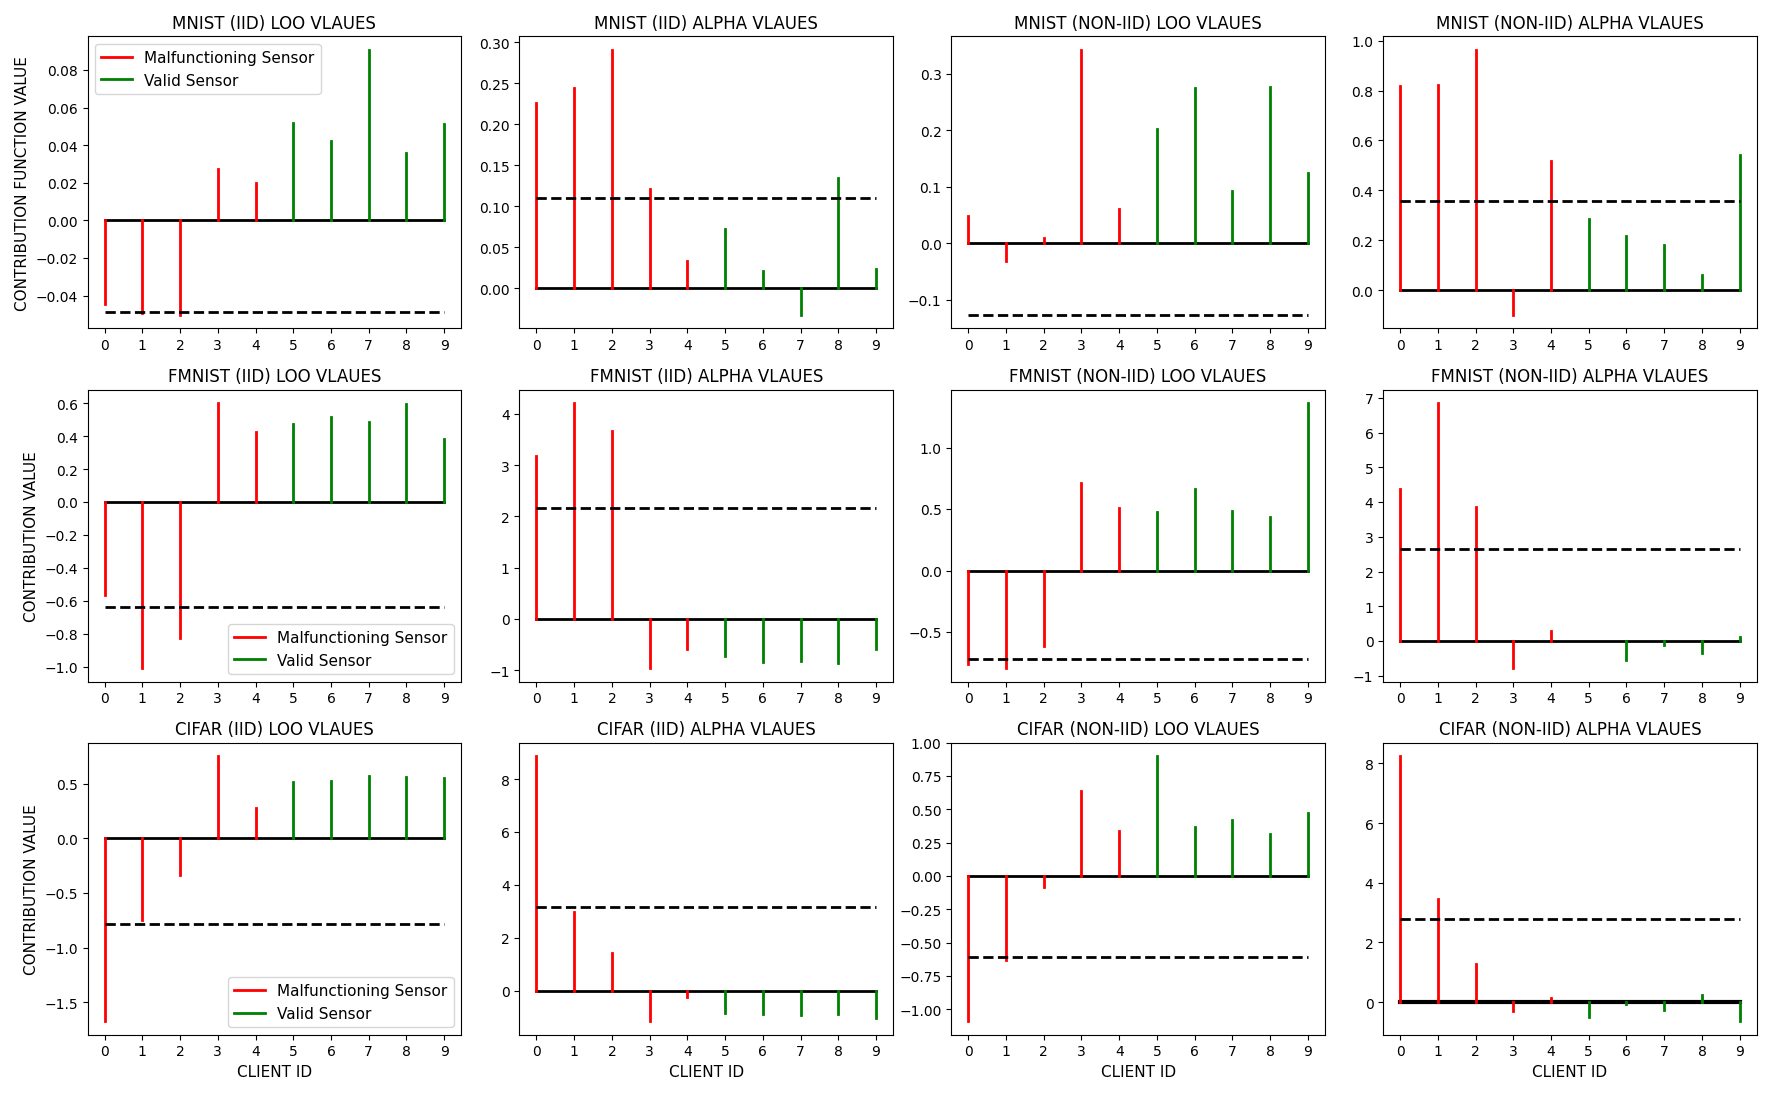 MNIST (IID) LOO VLAUES
CONTRIBUTION FUNCTION VALUE
Malfunctioning Sensor
Valid Sensor
0.08
0.06
0.04
0.02
0.00
−0.02
−0.04
0 1 2 3 4 5 6 7 8 9
MNIST (IID) ALPHA VLAUES
0.30
0.25
0.20
0.15
0.10
0.05
0.00
0 1 2 3 4 5 6 7 8 9
MNIST (NON-IID) LOO VLAUES
0.3
0.2
0.1
0.0
−0.1
0 1 2 3 4 5 6 7 8 9
MNIST (NON-IID) ALPHA VLAUES
1.0
0.8
0.6
0.4
0.2
0.0
0 1 2 3 4 5 6 7 8 9
FMNIST (IID) LOO VLAUES
CONTRIBUTION VALUE
0.6
0.4
0.2
0.0
−0.2
−0.4
−0.6
−0.8
−1.0
Malfunctioning Sensor
Valid Sensor
0 1 2 3 4 5 6 7 8 9
FMNIST (IID) ALPHA VLAUES
4
3
2
1
0
−1
0 1 2 3 4 5 6 7 8 9
FMNIST (NON-IID) LOO VLAUES
1.0
0.5
0.0
−0.5
0 1 2 3 4 5 6 7 8 9
FMNIST (NON-IID) ALPHA VLAUES
7
6
5
4
3
2
1
0
−1
0 1 2 3 4 5 6 7 8 9
CIFAR (IID) LOO VLAUES
CONTRIBUTION VALUE
0.5
0.0
−0.5
−1.0
−1.5
Malfunctioning Sensor
Valid Sensor
0 1 2 3 4 5 6 7 8 9
CLIENT ID
CIFAR (IID) ALPHA VLAUES
8
6
4
2
0
0 1 2 3 4 5 6 7 8 9
CLIENT ID
CIFAR (NON-IID) LOO VLAUES
1.00
0.75
0.50
0.25
0.00
−0.25
−0.50
−0.75
−1.00
0 1 2 3 4 5 6 7 8 9
CLIENT ID
CIFAR (NON-IID) ALPHA VLAUES
8
6
4
2
0
0 1 2 3 4 5 6 7 8 9
CLIENT ID